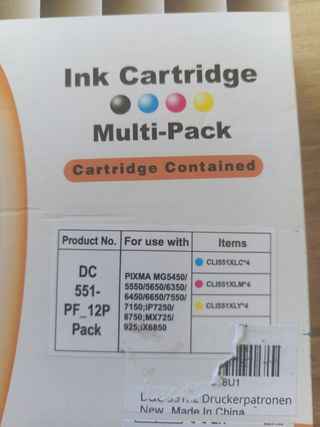 Ink Cartridge
Multi-Pack
Cartridge Contained
Product No. For use with Items
DC
551-
PF_12P
Pack
PIXMA MG5450/
5550/5650/6350/
6450/6650/7550/
7150;iP7250/
8750;MX725/
925;iX6850
CLI551XLC*4
CLI551XLM*4
CLI551XLY*4
8U1
Druckerpatronen
New Made In China